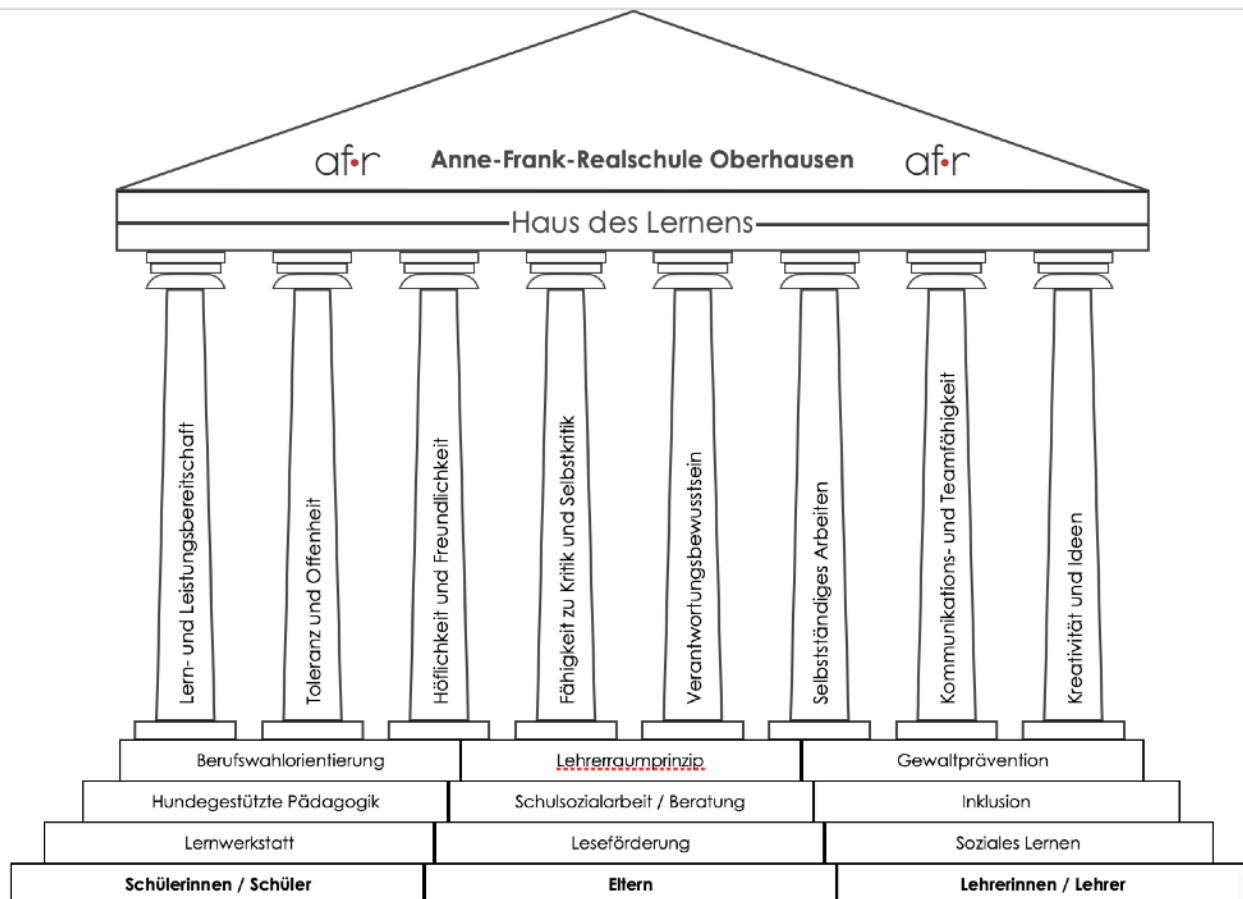 af•r Anne-Frank-Realschule Oberhausen af•r
Haus des Lernens
Lern- und Leistungsbereitschaft
Toleranz und Offenheit
Höflichkeit und Freundlichkeit
Fähigkeit zu Kritik und Selbstkritik
Verantwortungsbewusstsein
Selbstständiges Arbeiten
Kommunikations- und Teamfähigkeit
Kreativität und Ideen
Berufswahlorientierung Lehrerraumprinzip Gewaltprävention
Hundegestützte Pädagogik Schulsozialarbeit / Beratung Inklusion
Lernwerkstatt Leseförderung Soziales Lernen
Schülerinnen / Schüler Eltern Lehrerinnen / Lehrer